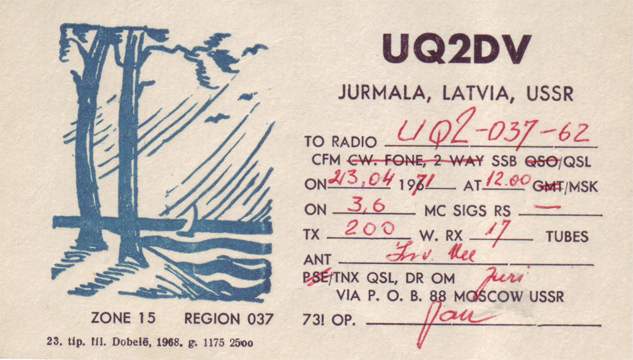 UQ2DV
JURMALA, LATVIA, USSR
TO RADIO UQ2-037-62
CFM CW. FONE, 2 WAY SSB QSO/QSL
ON 23,04 1971 AT 12.00 GMT/MSK
ON 3,6 MC SIGS RS —
TX 200 W. RX 17 TUBES
ANT Inv. Vee
PSE/TNX QSL, DR OM Juri
VIA P. O. B. 88 MOSCOW USSR
73! OP. Jan
ZONE 15 REGION 037
23. tip. fil. Dobelē, 1968. g. 1175 2500